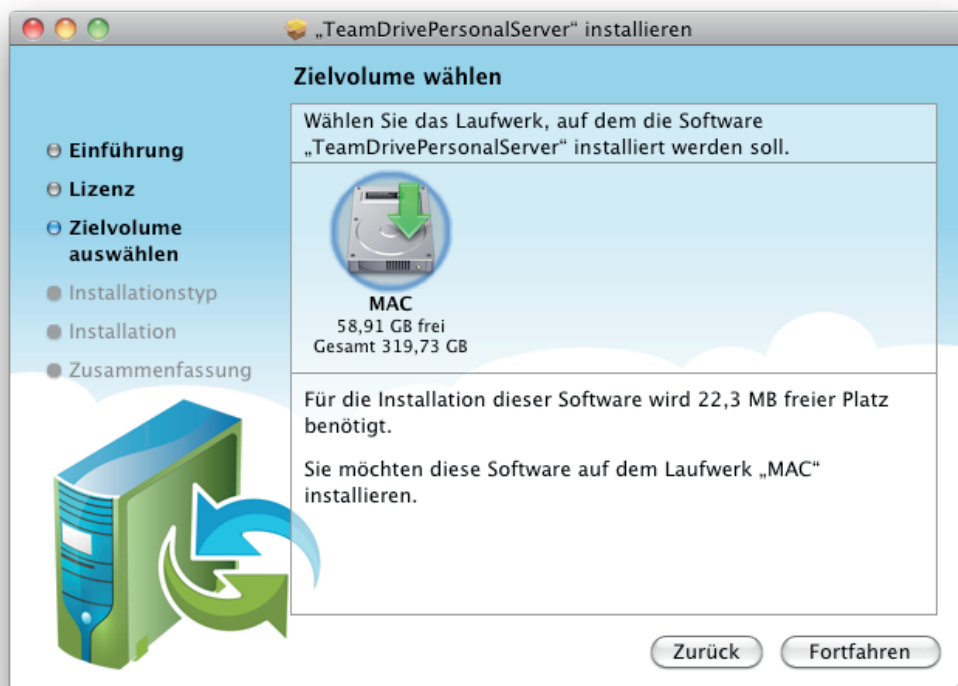 „TeamDrivePersonalServer“ installieren
Zielvolume wählen
Einführung
Lizenz
Zielvolume
auswählen
Installationstyp
Installation
Zusammenfassung
Wählen Sie das Laufwerk, auf dem die Software
„TeamDrivePersonalServer“ installiert werden soll.
MAC
58,91 GB frei
Gesamt 319,73 GB
Für die Installation dieser Software wird 22,3 MB freier Platz
benötigt.
Sie möchten diese Software auf dem Laufwerk „MAC“
installieren.
Zurück
Fortfahren